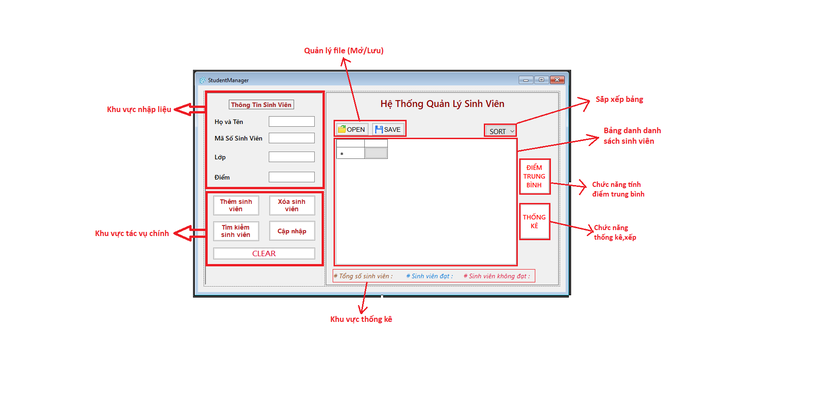 Quản lý file (Mở/Lưu)
StudentManager
Khu vực nhập liệu
Thông Tin Sinh Viên
Họ và Tên
Mã Số Sinh Viên
Lớp
Điểm
Hệ Thống Quản Lý Sinh Viên
Sắp xếp bảng
OPEN
SAVE
SORT
Bảng danh danh
sách sinh viên
ĐIỂM
TRUNG
BÌNH
Chức năng tính
điểm trung bình
Thêm sinh
viên
Xóa sinh
viên
Tìm kiếm
sinh viên
Cập nhập
CLEAR
Khu vực tác vụ chính
THỐNG
KÊ
Chức năng
thống kê,xếp
# Tổng số sinh viên :
# Sinh viên đạt :
# Sinh viên không đạt :
Khu vực thống kê